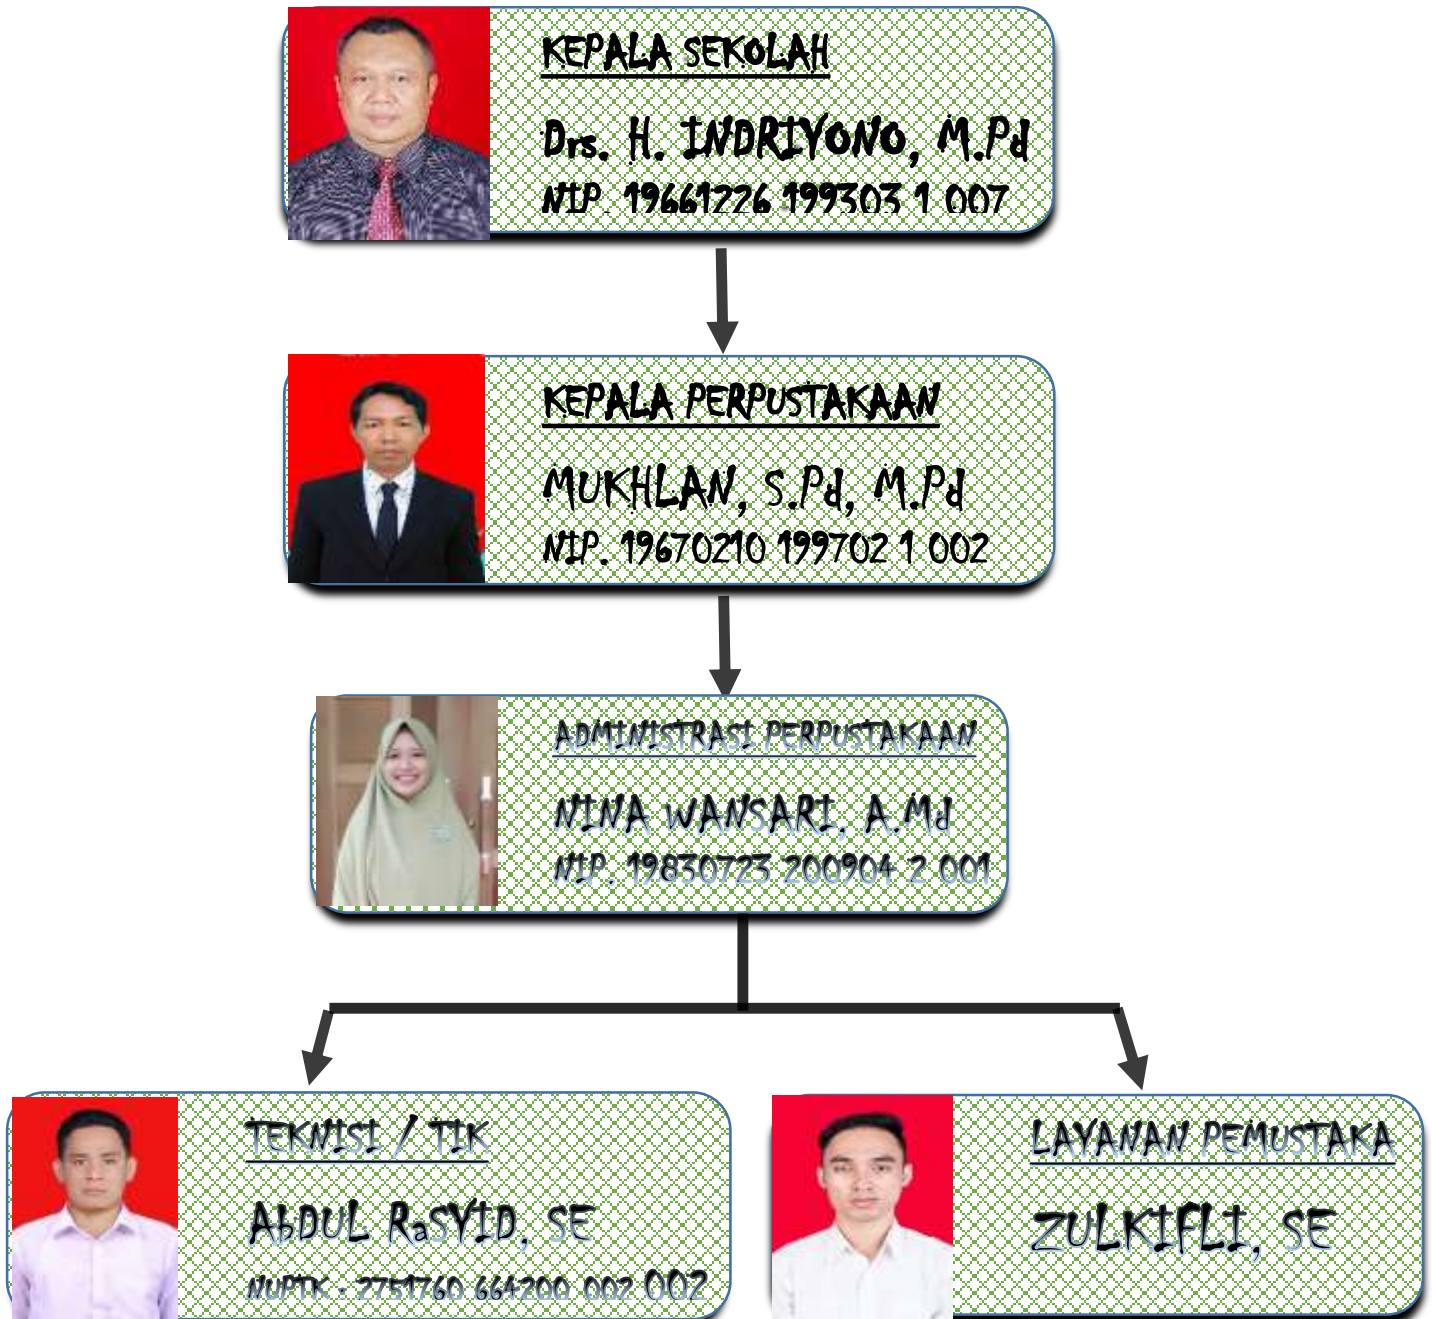 KEPALA SEKOLAH
Drs. H. INDRIYONO, M.Pd
NIP. 19661226 199303 1 007
KEPALA PERPUSTAKAAN
MUKHLAN, S.Pd, M.Pd
NIP. 19670210 199702 1 002
ADMINISTRASI PERPUSTAKAAN
NINA WANSARI. A.Md
NIP. 19830723 200904 2 001
TEKNISI / TIK
AbDUL RaSYID, SE
NUPTK : 2751760 664200 002 002
LAYANAN PEMUSTAKA
ZULKIFLI, SE